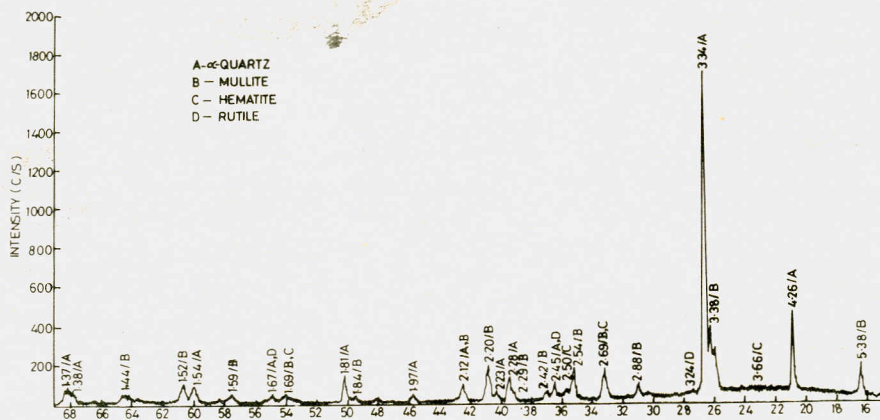 2000
1800
1600
1400
1200
1000
800
600
400
200
INTENSITY (C/S)
A-α-QUARTZ
B - MULLITE
C - HEMATITE
D - RUTILE
1·37/A
1·38/A
1·44/B
1·52/B
1·54/A
1·59/B
1·67/A,D
1·69/B,C
1·81/A
1·84/B
1·97/A
2·12/A,B
2·20/B
2·23/A
2·28/A
2·29/B
2·42/B
2·45/A,D
2·50/C
2·54/B
2·69/B,C
2·88/B
3·24/D
3·34/A
3·38/B
3·66/C
4·26/A
5·38/B
68 66 64 62 60 58 56 54 52 50 48 46 44 42 40 38 36 34 32 30 28 26 24 22 20 18 16